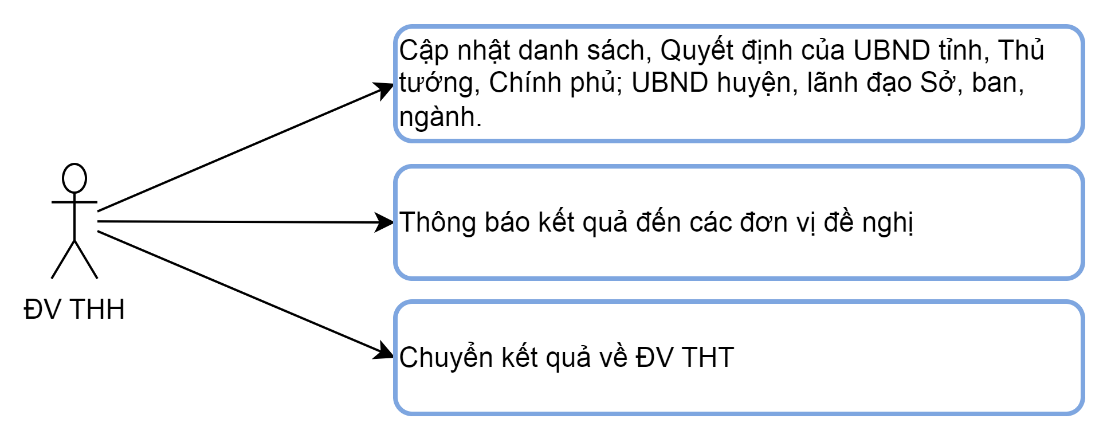 Cập nhật danh sách, Quyết định của UBND tỉnh, Thủ
tướng, Chính phủ; UBND huyện, lãnh đạo Sở, ban,
ngành.
Thông báo kết quả đến các đơn vị đề nghị
ĐV THH
Chuyển kết quả về ĐV THT